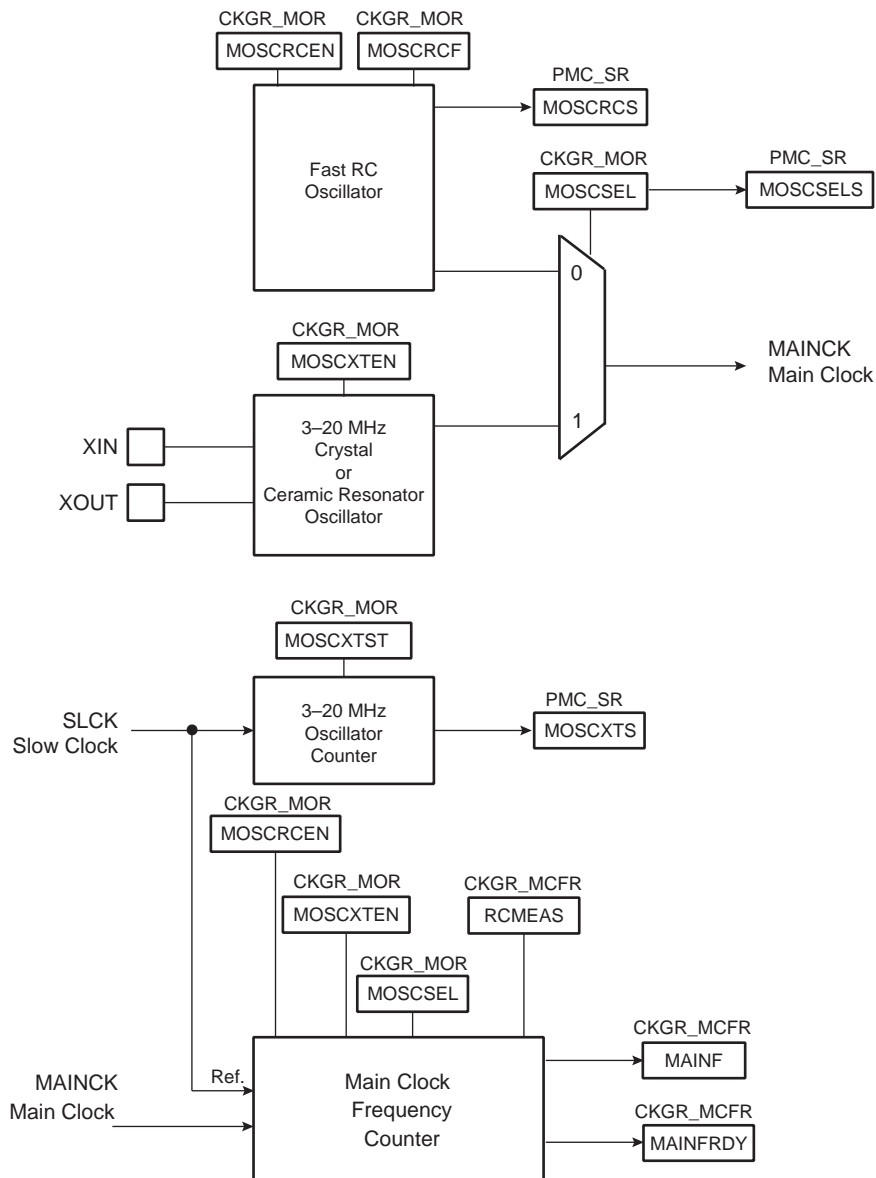 CKGR_MOR
CKGR_MOR
MOSCRCEN
MOSCRCF
PMC_SR
MOSCRCS
Fast RC
Oscillator
CKGR_MOR
MOSCSEL
PMC_SR
MOSCSELS
0
1
MAINCK
Main Clock
CKGR_MOR
MOSCXTEN
XIN
XOUT
3–20 MHz
Crystal
or
Ceramic Resonator
Oscillator
CKGR_MOR
MOSCXTST
SLCK
Slow Clock
3–20 MHz
Oscillator
Counter
PMC_SR
MOSCXTS
CKGR_MOR
MOSCRCEN
CKGR_MOR
MOSCXTEN
CKGR_MCFR
RCMEAS
CKGR_MOR
MOSCSEL
MAINCK
Main Clock
Ref.
Main Clock
Frequency
Counter
CKGR_MCFR
MAINF
CKGR_MCFR
MAINFRDY